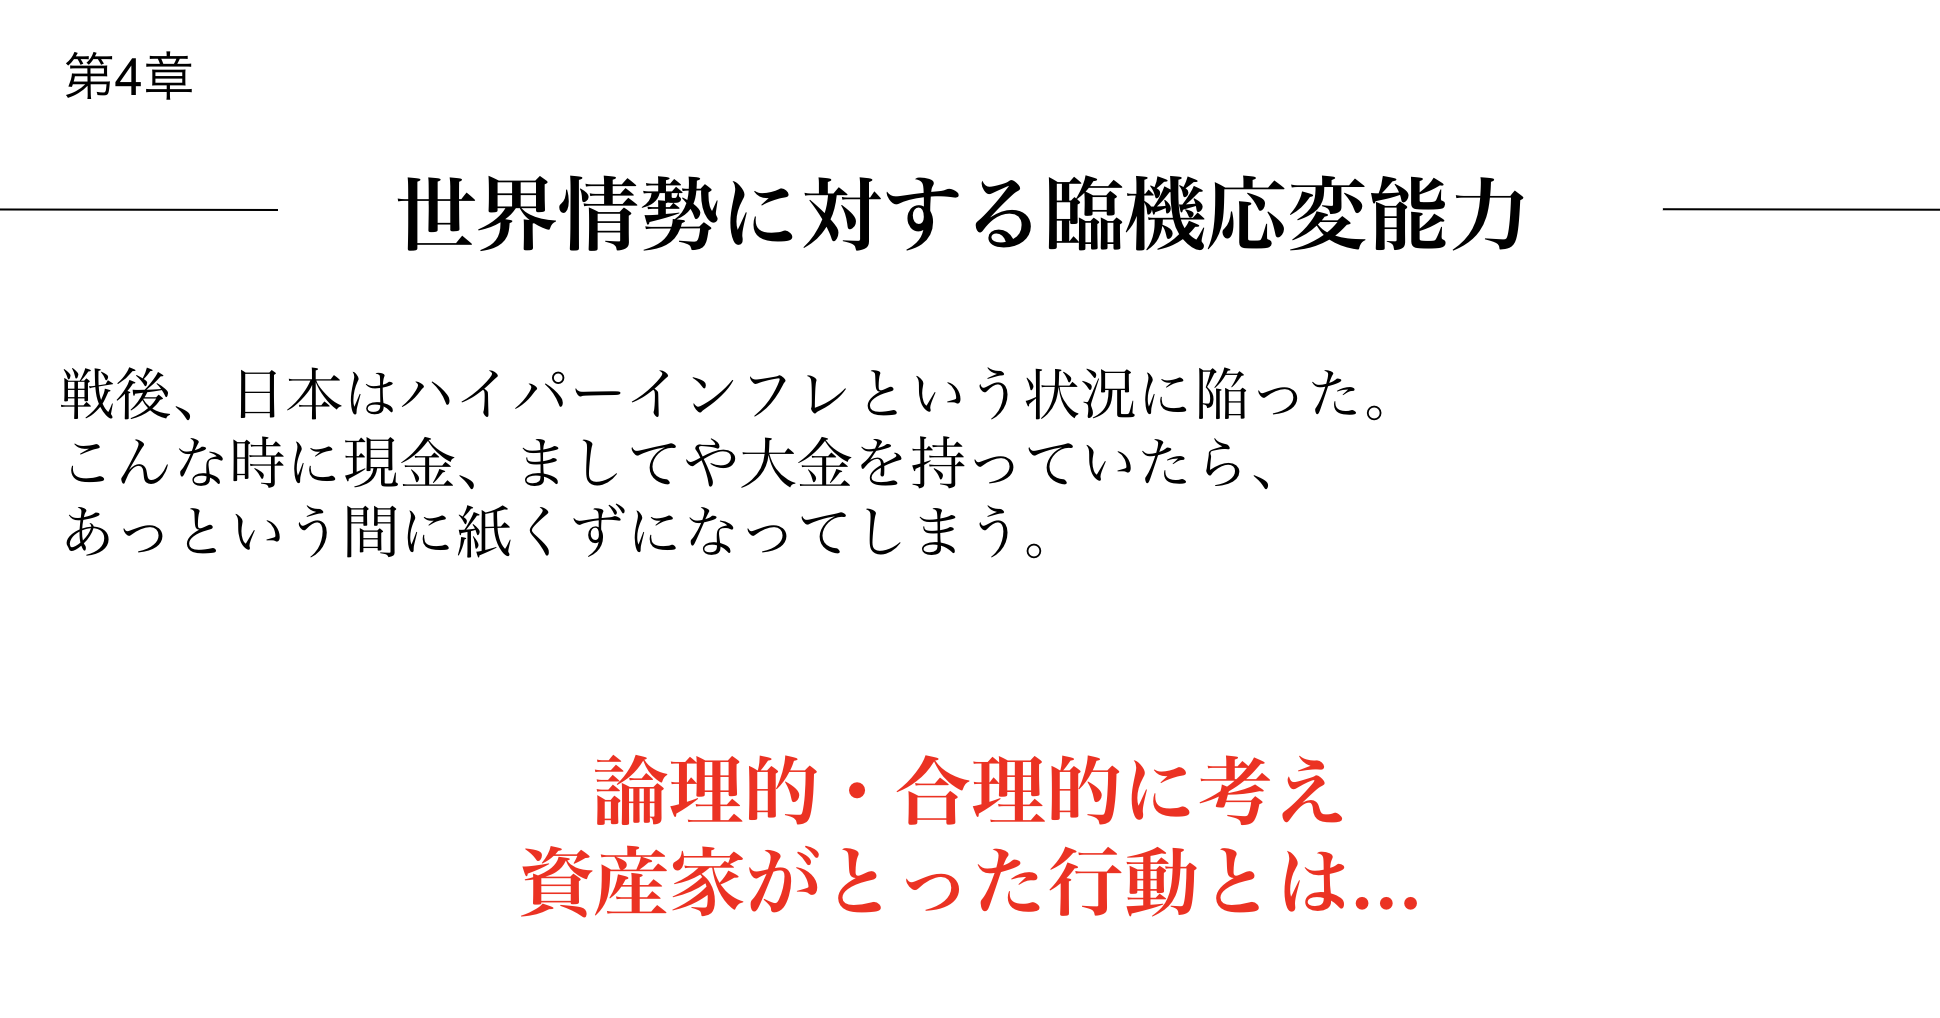 第4章
世界情勢に対する臨機応変能力
戦後、日本はハイパーインフレという状況に陥った。
こんな時に現金、ましてや大金を持っていたら、
あっという間に紙くずになってしまう。
論理的・合理的に考え
資産家がとった行動とは...